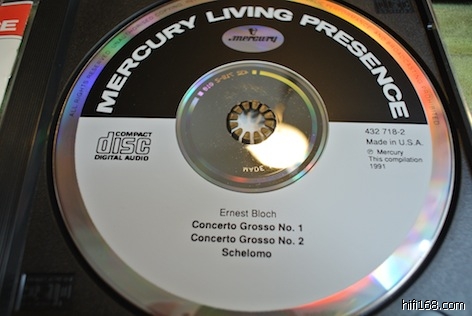 MERCURY LIVING PRESENCE
mercury
COMPACT
disc
DIGITAL AUDIO
432 718-2
Made in U.S.A.
℗ Mercury
This compilation
1991
Ernest Bloch
Concerto Grosso No. 1
Concerto Grosso No. 2
Schelomo
hifi168.com